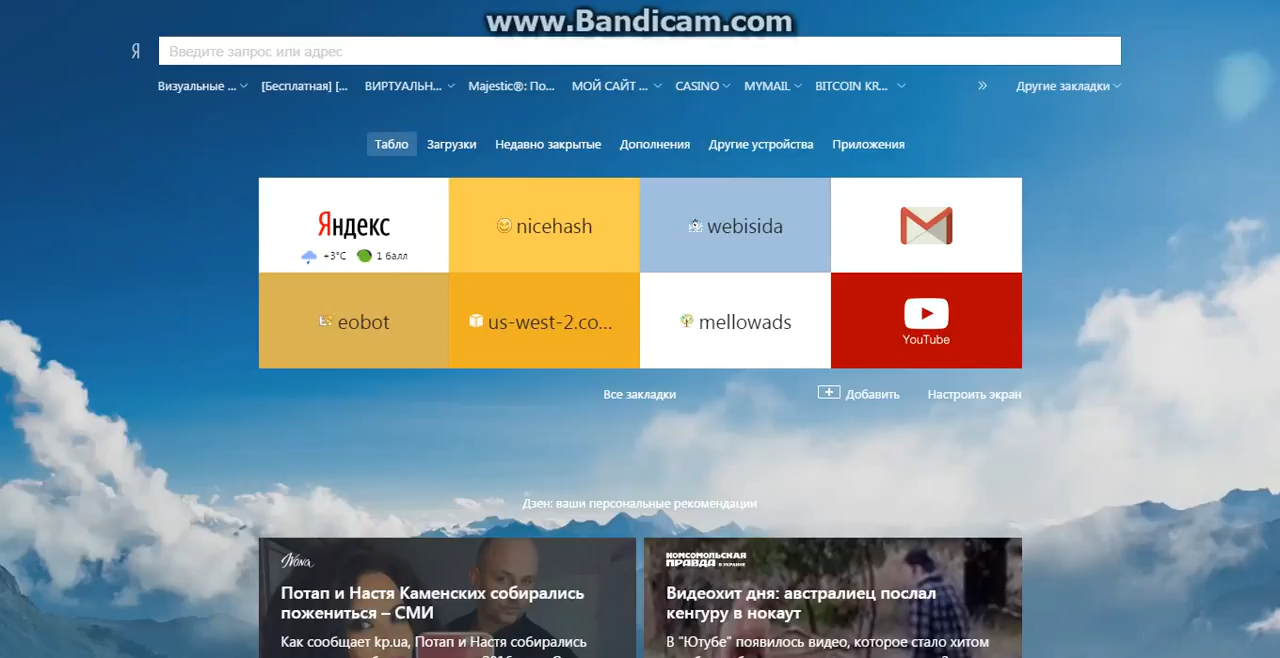 www.Bandicam.com
Я Введите запрос или адрес
Визуальные ... [Бесплатная] [... ВИРТУАЛЬН... Majestic®: По... МОЙ САЙТ ... CASINO MYMAIL BITCOIN KR... » Другие закладки
Табло Загрузки Недавно закрытые Дополнения Другие устройства Приложения
Яндекс
+3°C 1 балл
nicehash
webisida
eobot
us-west-2.co...
mellowads
YouTube
Все закладки Добавить Настроить экран
Дзен: ваши персональные рекомендации
Ivona
Потап и Настя Каменских собирались
пожениться – СМИ
Как сообщает kp.ua, Потап и Настя собирались
КОМСОМОЛЬСКАЯ
ПРАВДА В УКРАИНЕ
Видеохит дня: австралиец послал
кенгуру в нокаут
В "Ютубе" появилось видео, которое стало хитом